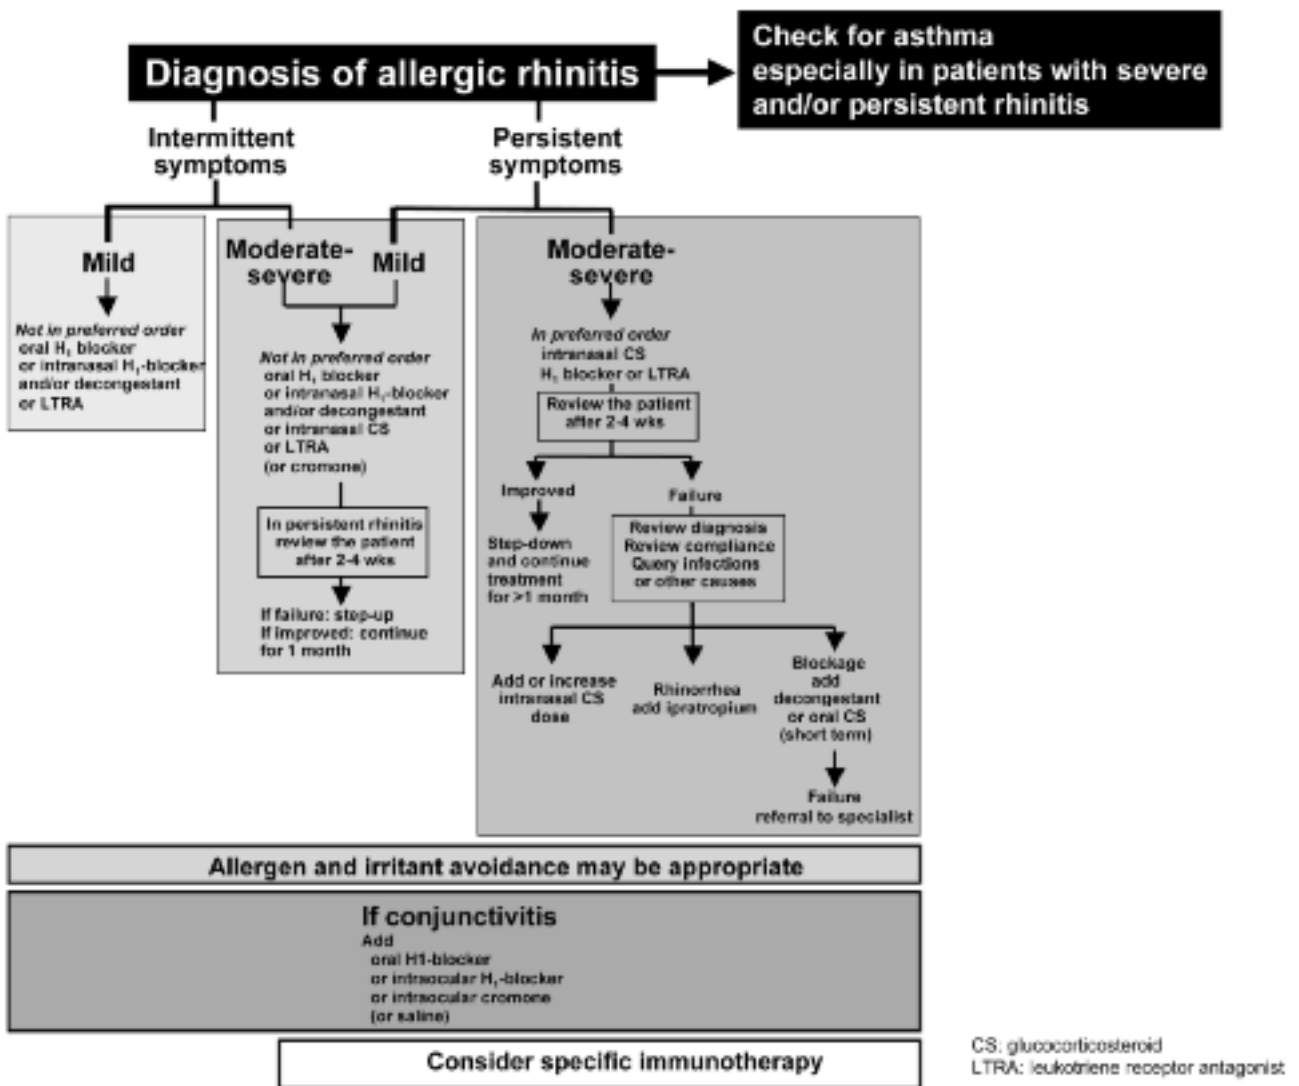 Diagnosis of allergic rhinitis
Check for asthma
especially in patients with severe
and/or persistent rhinitis
Intermittent
symptoms
Persistent
symptoms
Mild
Not in preferred order
oral H₁ blocker
or intranasal H₁-blocker
and/or decongestant
or LTRA
Moderate-
severe
Mild
Not in preferred order
oral H₁ blocker
or intranasal H₁-blocker
and/or decongestant
or intranasal CS
or LTRA
(or cromone)
In persistent rhinitis
review the patient
after 2-4 wks
If failure: step-up
If improved: continue
for 1 month
Moderate-
severe
In preferred order
intranasal CS
H₁ blocker or LTRA
Review the patient
after 2-4 wks
Improved
Step-down
and continue
treatment
for >1 month
Failure
Review diagnosis
Review compliance
Query infections
or other causes
Add or increase
intranasal CS
dose
Rhinorrhea
add ipratropium
Blockage
add
decongestant
or oral CS
(short term)
Failure
referral to specialist
Allergen and irritant avoidance may be appropriate
If conjunctivitis
Add
oral H1-blocker
or intraocular H₁-blocker
or intraocular cromone
(or saline)
Consider specific immunotherapy
CS: glucocorticosteroid
LTRA: leukotriene receptor antagonist